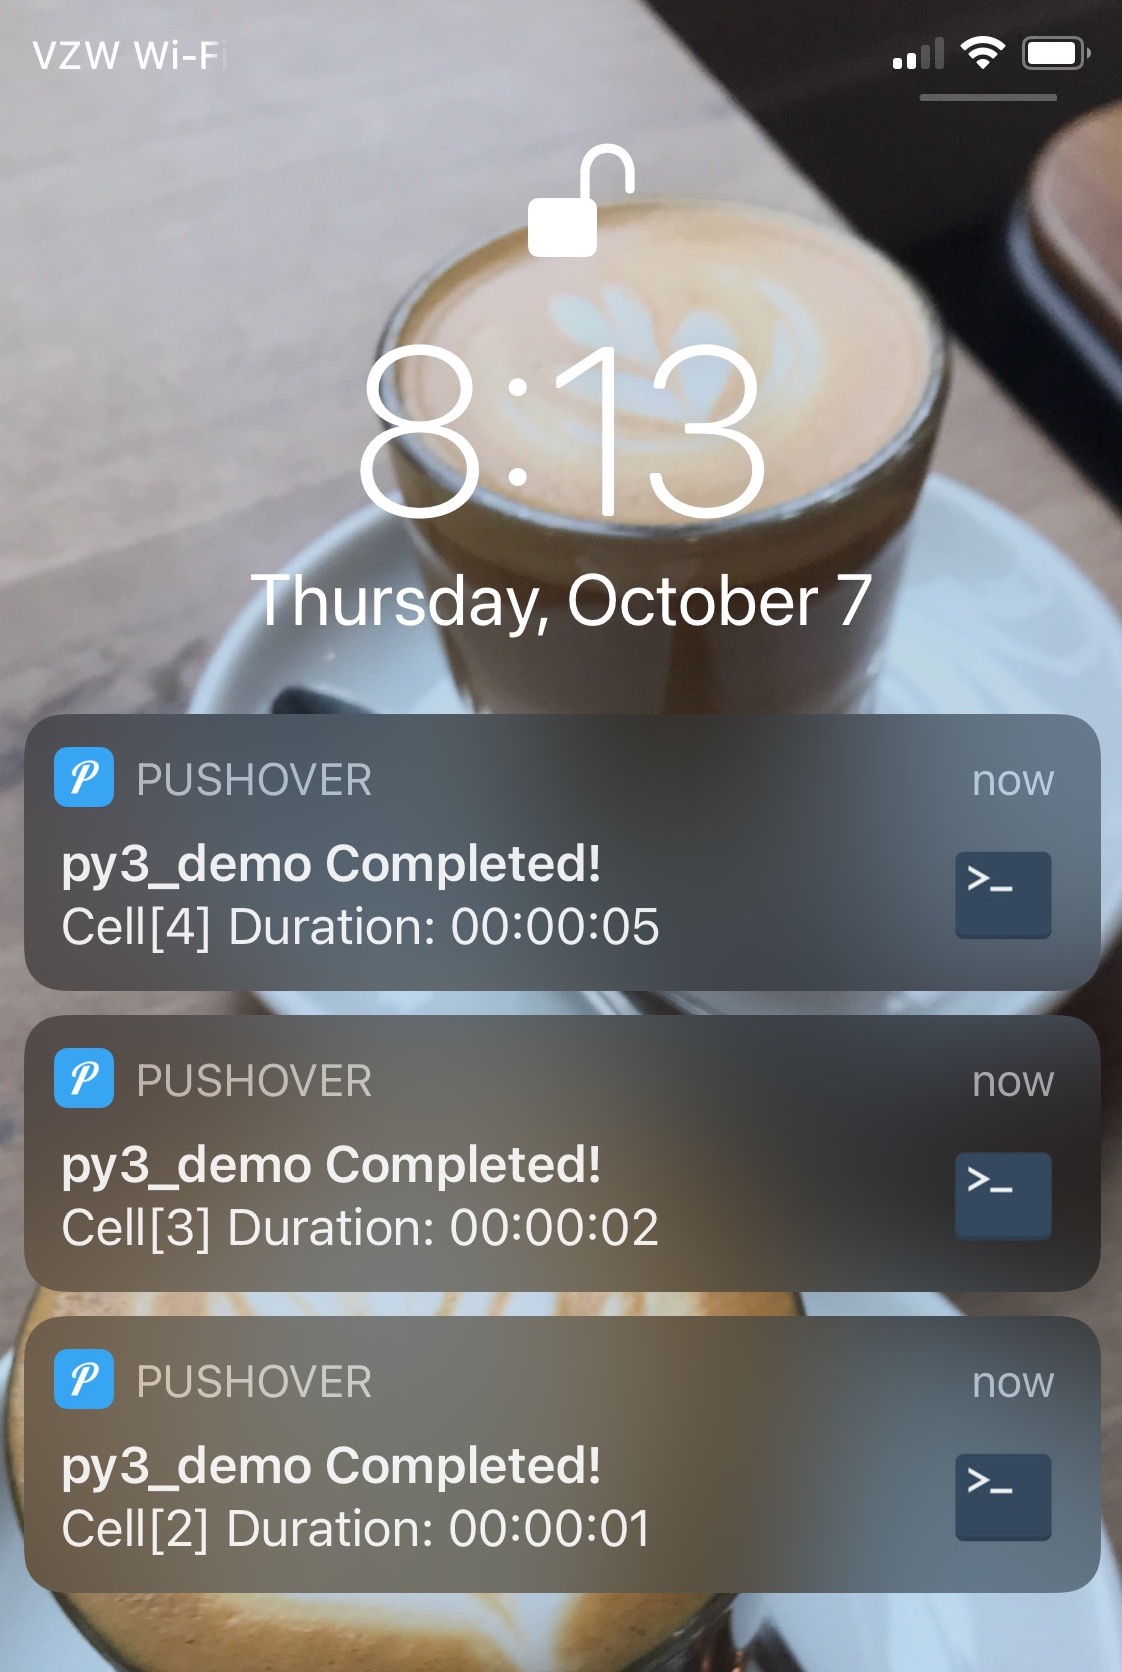 VZW Wi-F
8:13
Thursday, October 7
PUSHOVER now
py3_demo Completed!
Cell[4] Duration: 00:00:05
>_
PUSHOVER now
py3_demo Completed!
Cell[3] Duration: 00:00:02
>_
PUSHOVER now
py3_demo Completed!
Cell[2] Duration: 00:00:01
>_